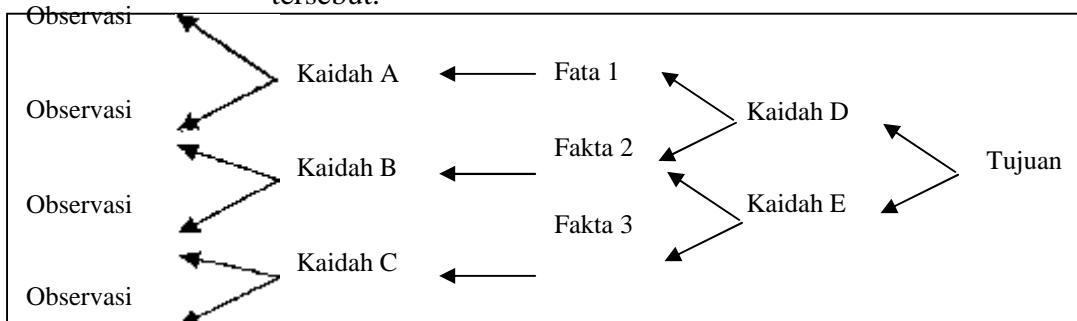 tersebut.
Observasi
Kaidah A
Fata 1
Observasi
Kaidah D
Fakta 2
Kaidah B
Tujuan
Observasi
Kaidah E
Fakta 3
Kaidah C
Observasi